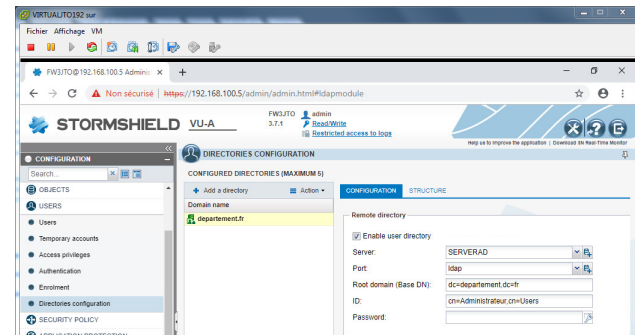 VIRTUALITO192 sur
Fichier Affichage VM
FW3JTO@192.168.100.5 Adminis
Non sécurisé | https://192.168.100.5/admin/admin.html#ldapmodule
STORMSHIELD VU-A
FW3JTO admin
3.7.1 Read/Write
Restricted access to logs
Help us to improve the application | Download SN Real-Time Monitor
CONFIGURATION
Search...
OBJECTS
USERS
Users
Temporary accounts
Access privileges
Authentication
Enrolment
Directories configuration
SECURITY POLICY
APPLICATION PROTECTION
DIRECTORIES CONFIGURATION
CONFIGURED DIRECTORIES (MAXIMUM 5)
+ Add a directory Action
Domain name
departement.fr
CONFIGURATION STRUCTURE
Remote directory
Enable user directory
Server: SERVERAD
Port: ldap
Root domain (Base DN): dc=departement,dc=fr
ID: cn=Administrateur,cn=Users
Password: